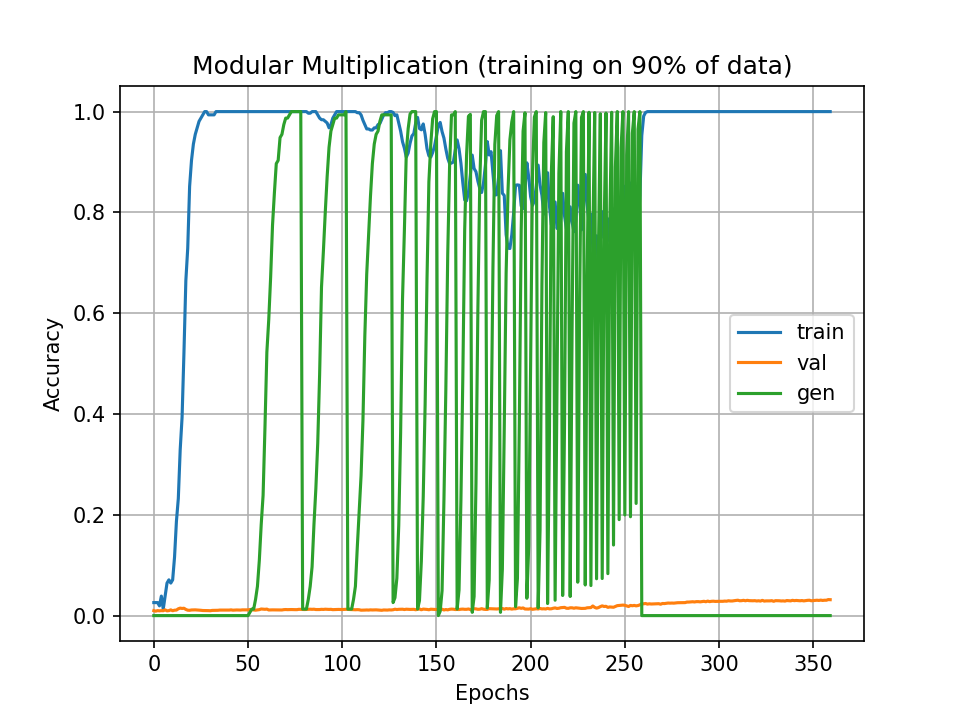 Modular Multiplication (training on 90% of data)
1.0
0.8
0.6
0.4
0.2
0.0
Accuracy
train
val
gen
0 50 100 150 200 250 300 350
Epochs